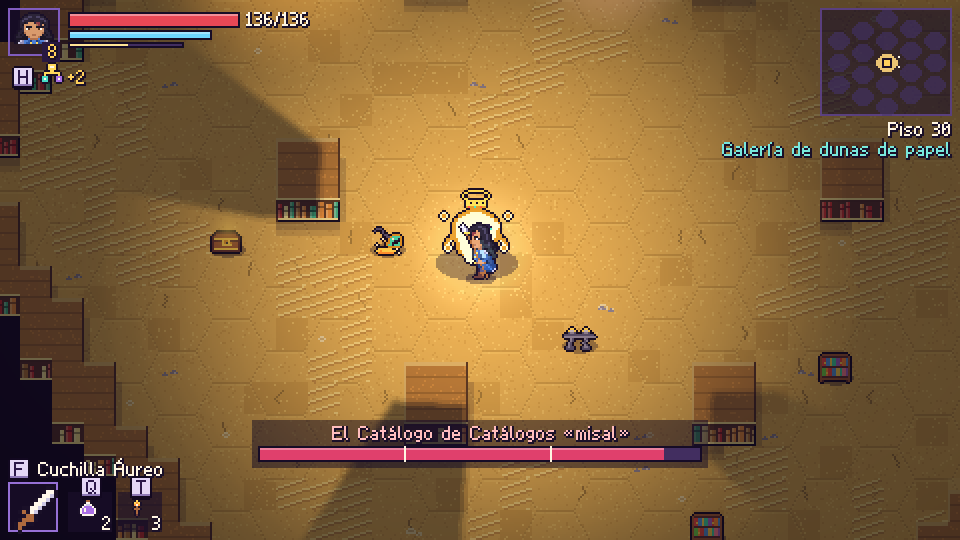 136/136
8
H +2
Piso 30
Galería de dunas de papel
El Catálogo de Catálogos «misal»
F Cuchilla Áureo
Q T
2 3